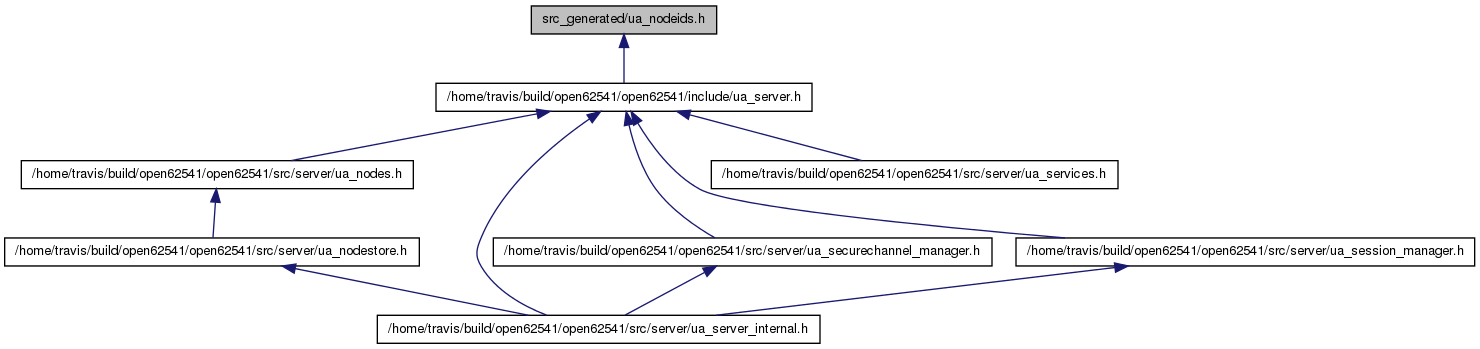 src_generated/ua_nodeids.h
/home/travis/build/open62541/open62541/include/ua_server.h
/home/travis/build/open62541/open62541/src/server/ua_nodes.h
/home/travis/build/open62541/open62541/src/server/ua_services.h
/home/travis/build/open62541/open62541/src/server/ua_nodestore.h
/home/travis/build/open62541/open62541/src/server/ua_securechannel_manager.h
/home/travis/build/open62541/open62541/src/server/ua_session_manager.h
/home/travis/build/open62541/open62541/src/server/ua_server_internal.h